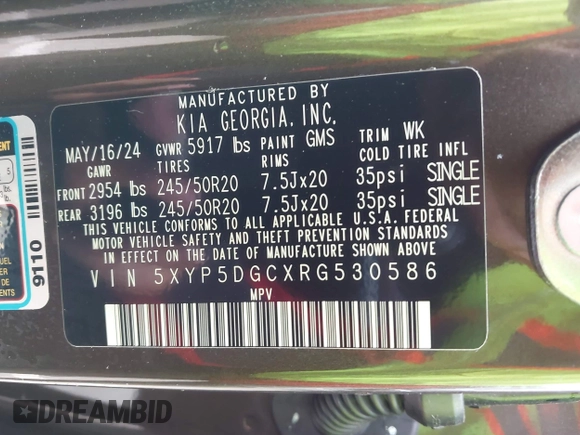 MANUFACTURED BY
KIA GEORGIA, INC.
MAY/16/24 GVWR 5917 lbs PAINT GMS TRIM WK
GAWR TIRES RIMS COLD TIRE INFL
FRONT 2954 lbs 245/50R20 7.5Jx20 35psi SINGLE
REAR 3196 lbs 245/50R20 7.5Jx20 35psi SINGLE
THIS VEHICLE CONFORMS TO ALL APPLICABLE U.S.A. FEDERAL
MOTOR VEHICLE SAFETY AND THEFT PREVENTION STANDARDS
IN EFFECT ON THE DATE OF MANUFACTURE SHOWN ABOVE.
VIN 5XYP5DGCXRG530586
MPV
9110
DREAMBID